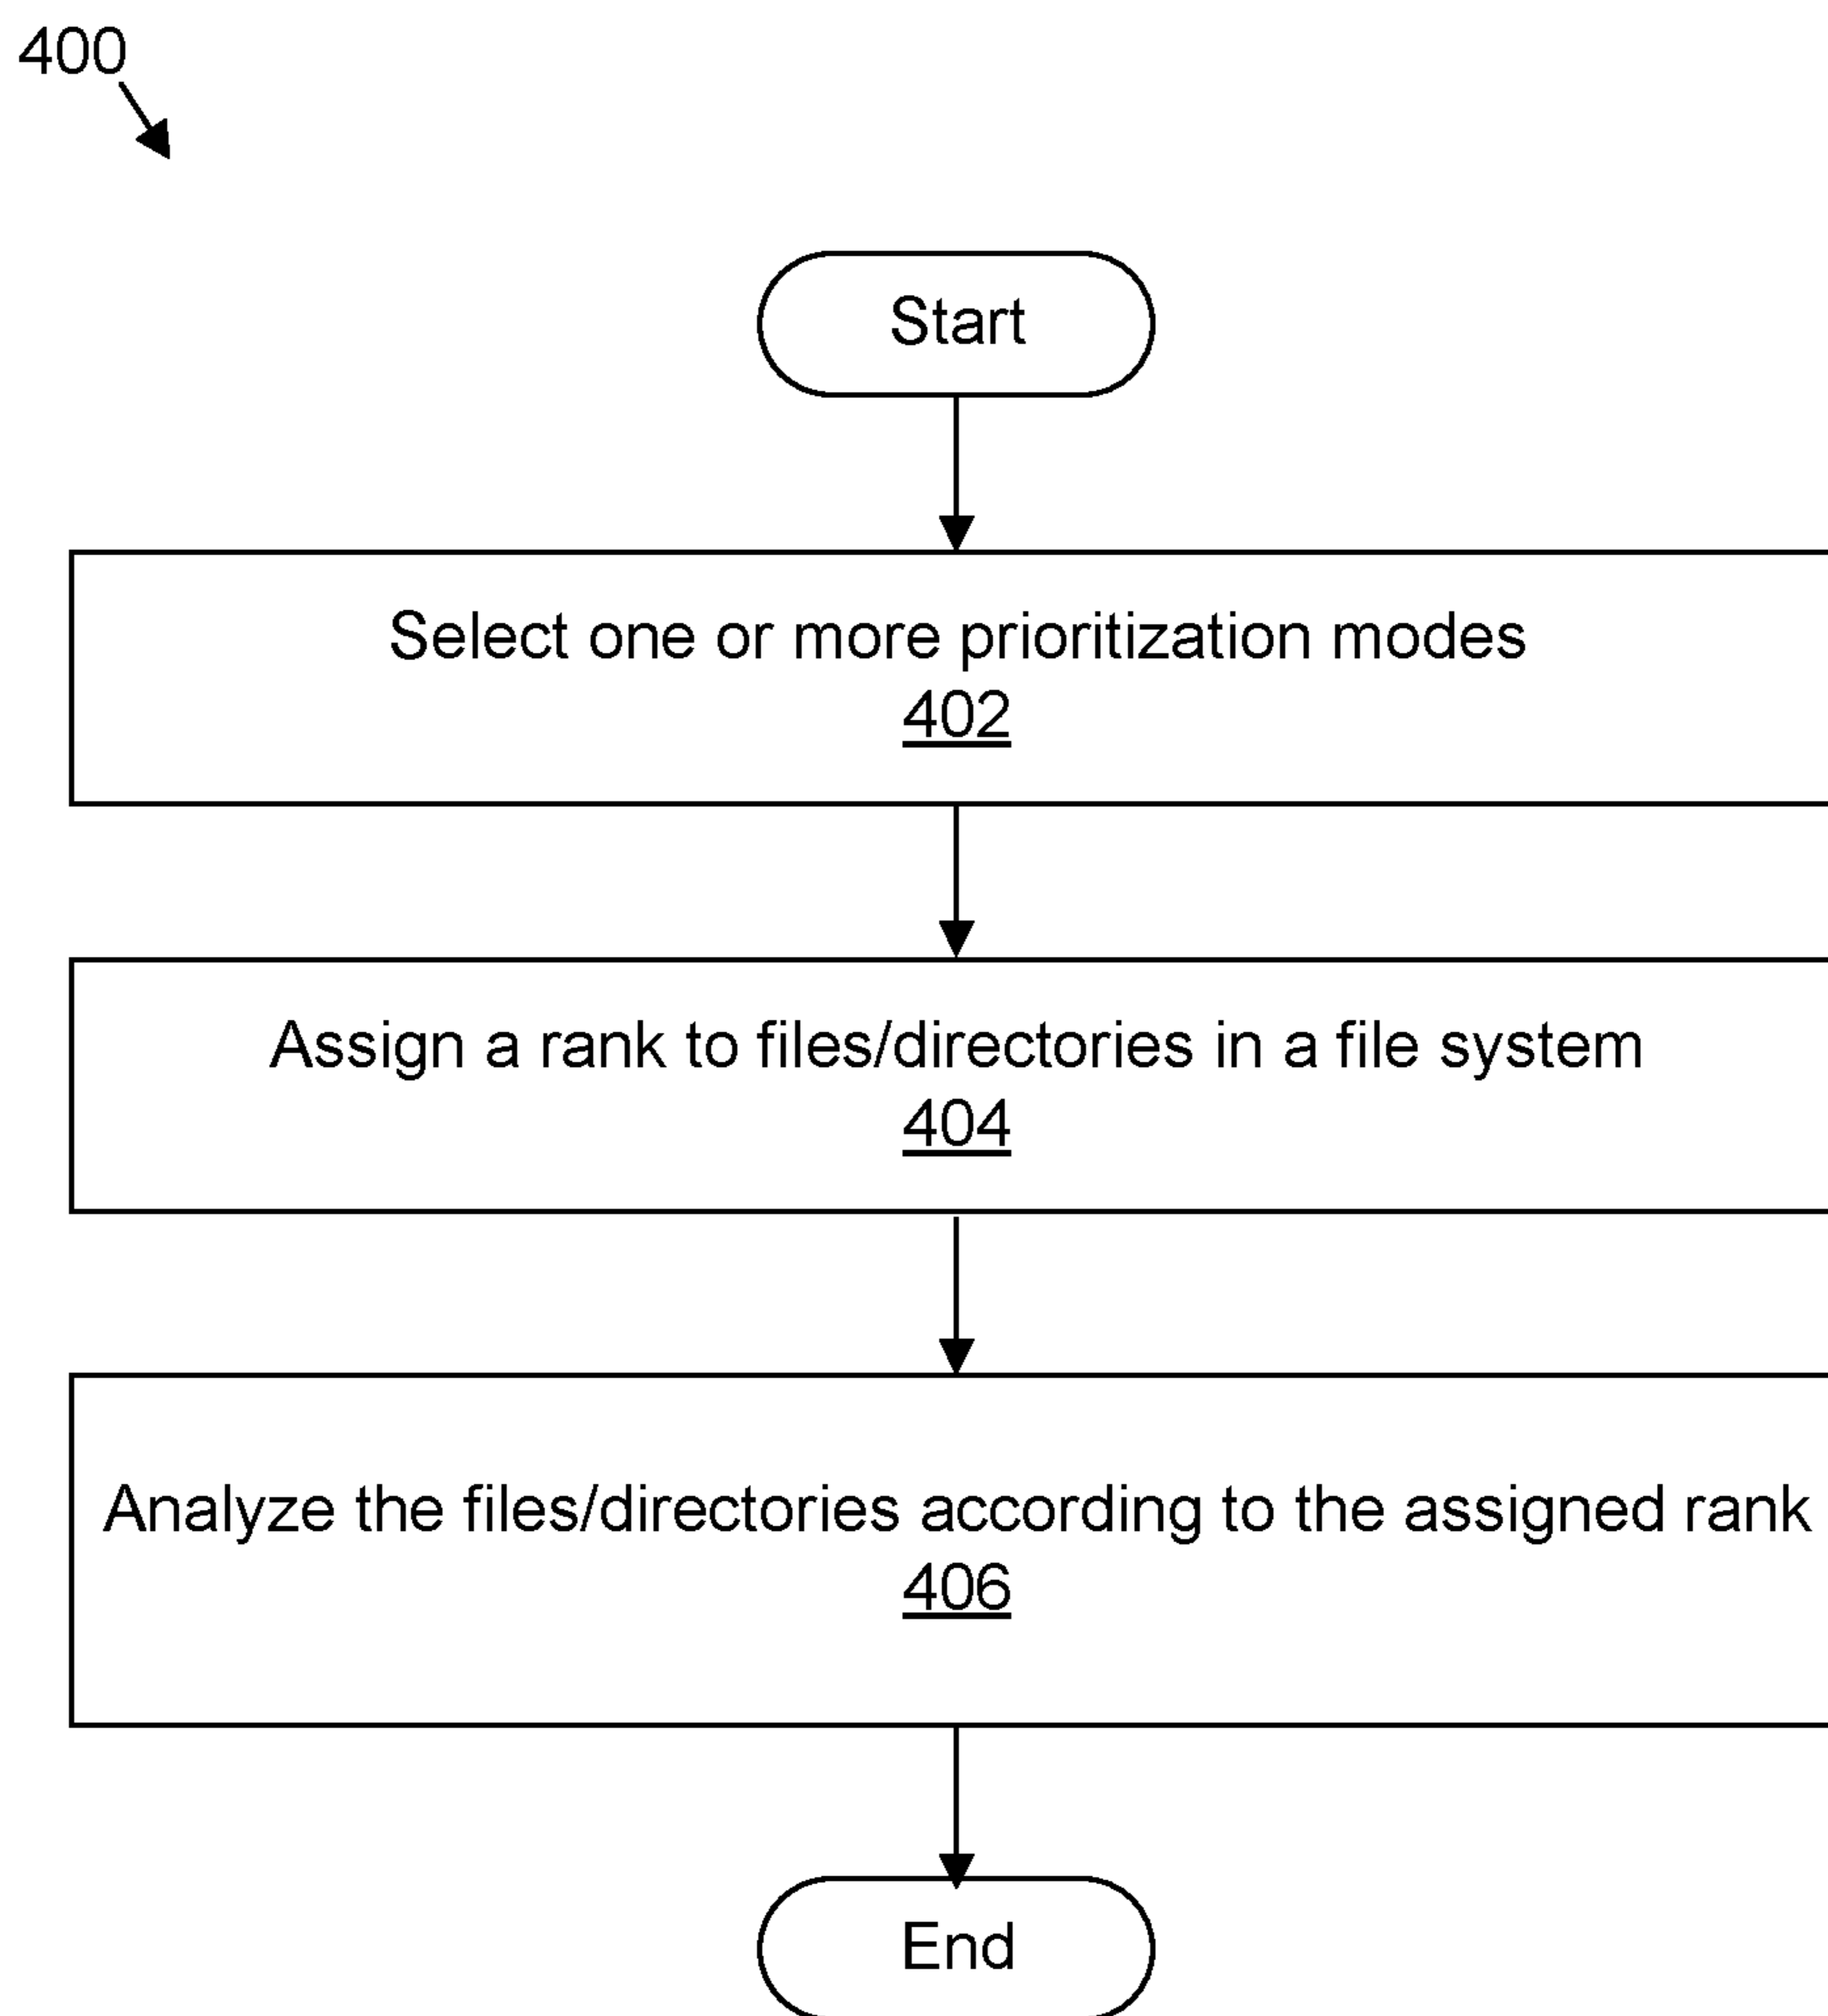 400
Start
Select one or more prioritization modes
402
Assign a rank to files/directories in a file system
404
Analyze the files/directories according to the assigned rank
406
End